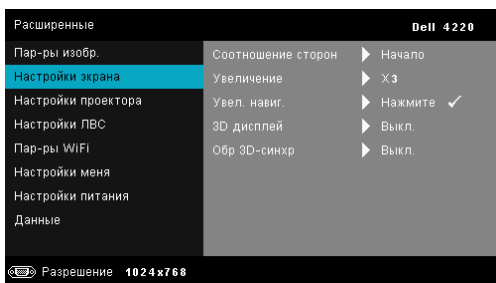 Расширенные Dell 4220
Пар-ры изобр.
Настройки экрана
Настройки проектора
Настройки ЛВС
Пар-ры WiFi
Настройки меня
Настройки питания
Данные
Соотношение сторон Начало
Увеличение X3
Увел. навиг. Нажмите
3D дисплей Выкл.
Обр 3D-синхр Выкл.
Разрешение 1024x768